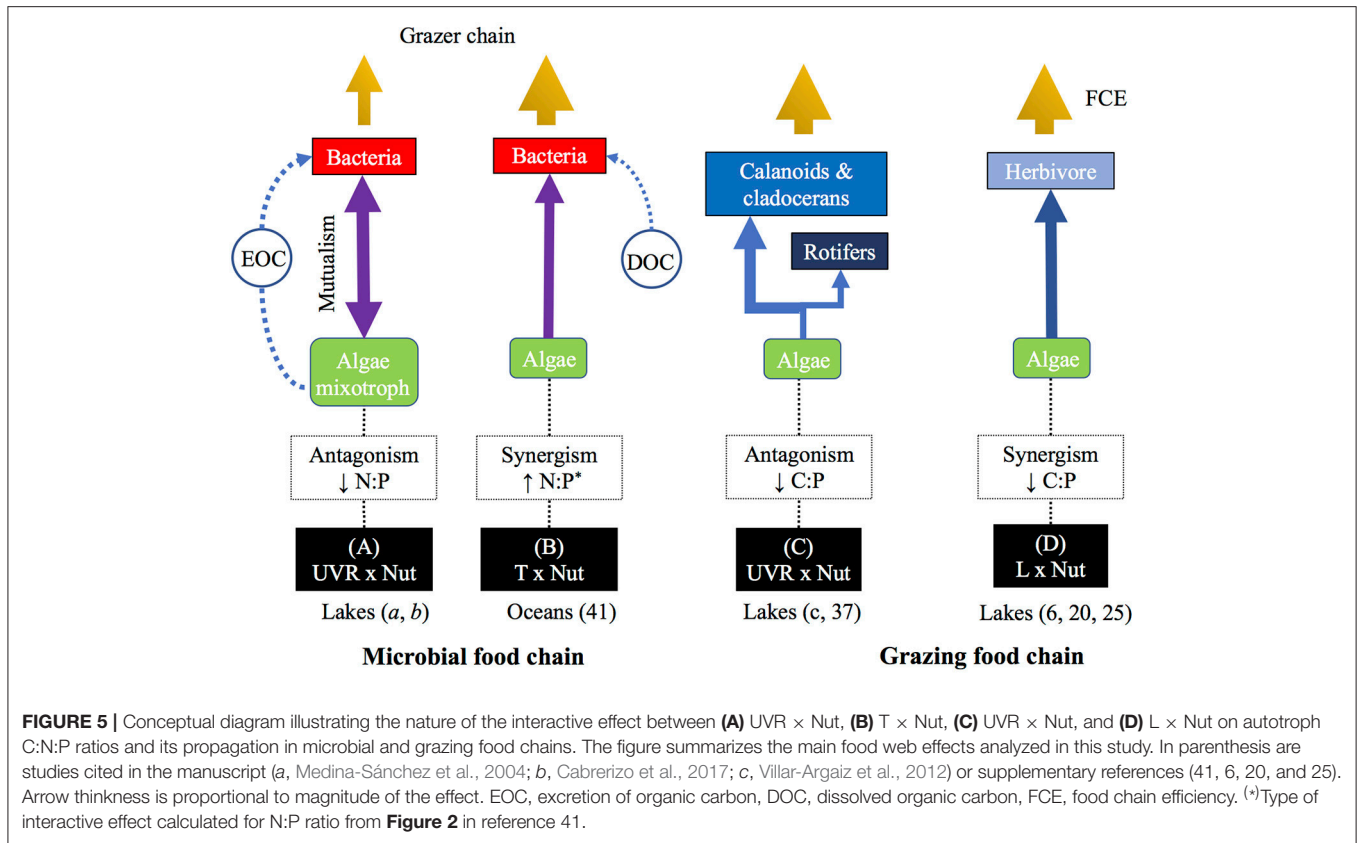 Grazer chain
FCE
Bacteria
Bacteria
Calanoids &
cladocerans
Herbivore
Rotifers
EOC
Mutualism
DOC
Algae
mixotroph
Algae
Algae
Algae
Antagonism
↓ N:P
Synergism
↑ N:P*
Antagonism
↓ C:P
Synergism
↓ C:P
(A)
UVR x Nut
(B)
T x Nut
(C)
UVR x Nut
(D)
L x Nut
Lakes (a, b)
Oceans (41)
Lakes (c, 37)
Lakes (6, 20, 25)
Microbial food chain
Grazing food chain
FIGURE 5 | Conceptual diagram illustrating the nature of the interactive effect between (A) UVR × Nut, (B) T × Nut, (C) UVR × Nut, and (D) L × Nut on autotroph
C:N:P ratios and its propagation in microbial and grazing food chains. The figure summarizes the main food web effects analyzed in this study. In parenthesis are
studies cited in the manuscript (a, Medina-Sánchez et al., 2004; b, Cabrerizo et al., 2017; c, Villar-Argaiz et al., 2012) or supplementary references (41, 6, 20, and 25).
Arrow thinkness is proportional to magnitude of the effect. EOC, excretion of organic carbon, DOC, dissolved organic carbon, FCE, food chain efficiency. (*)Type of
interactive effect calculated for N:P ratio from Figure 2 in reference 41.